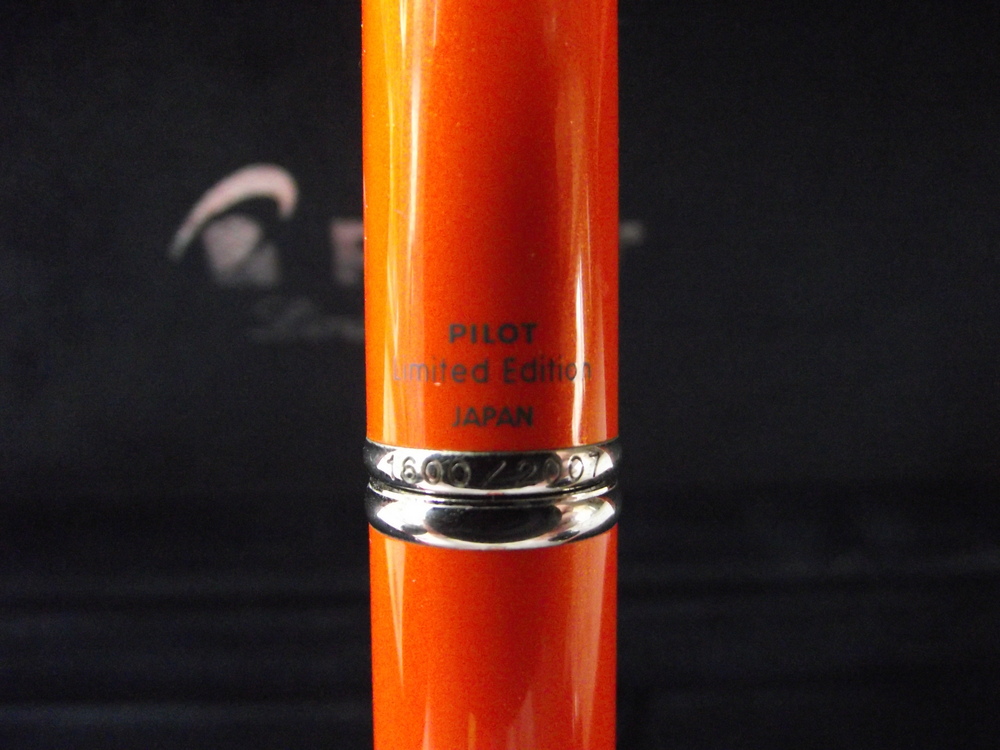 PILOT
Limited Edition
JAPAN
1600/2007